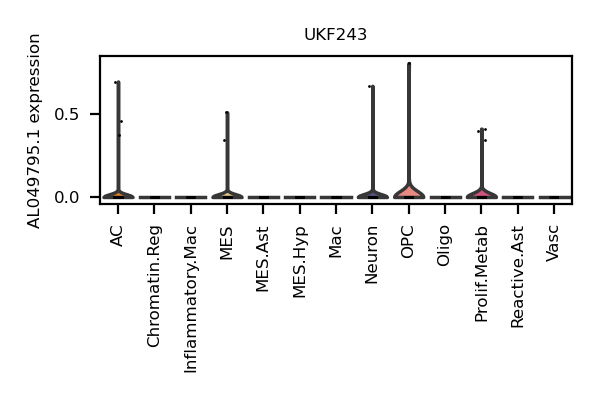 UKF243
AL049795.1 expression
0.5
0.0
AC
Chromatin.Reg
Inflammatory.Mac
MES
MES.Ast
MES.Hyp
Mac
Neuron
OPC
Oligo
Prolif.Metab
Reactive.Ast
Vasc